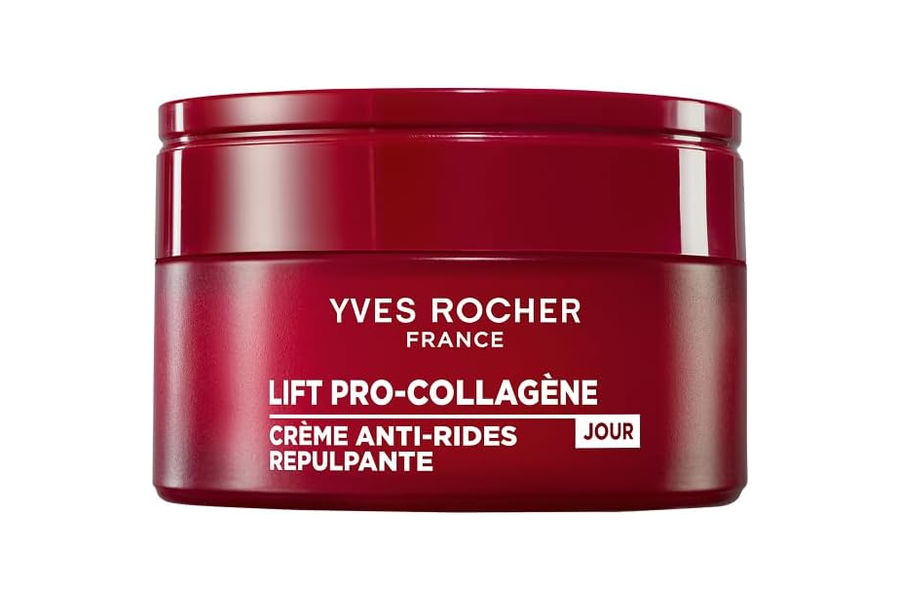 YVES ROCHER
FRANCE
LIFT PRO-COLLAGÈNE
CRÈME ANTI-RIDES
JOUR
REPULPANTE